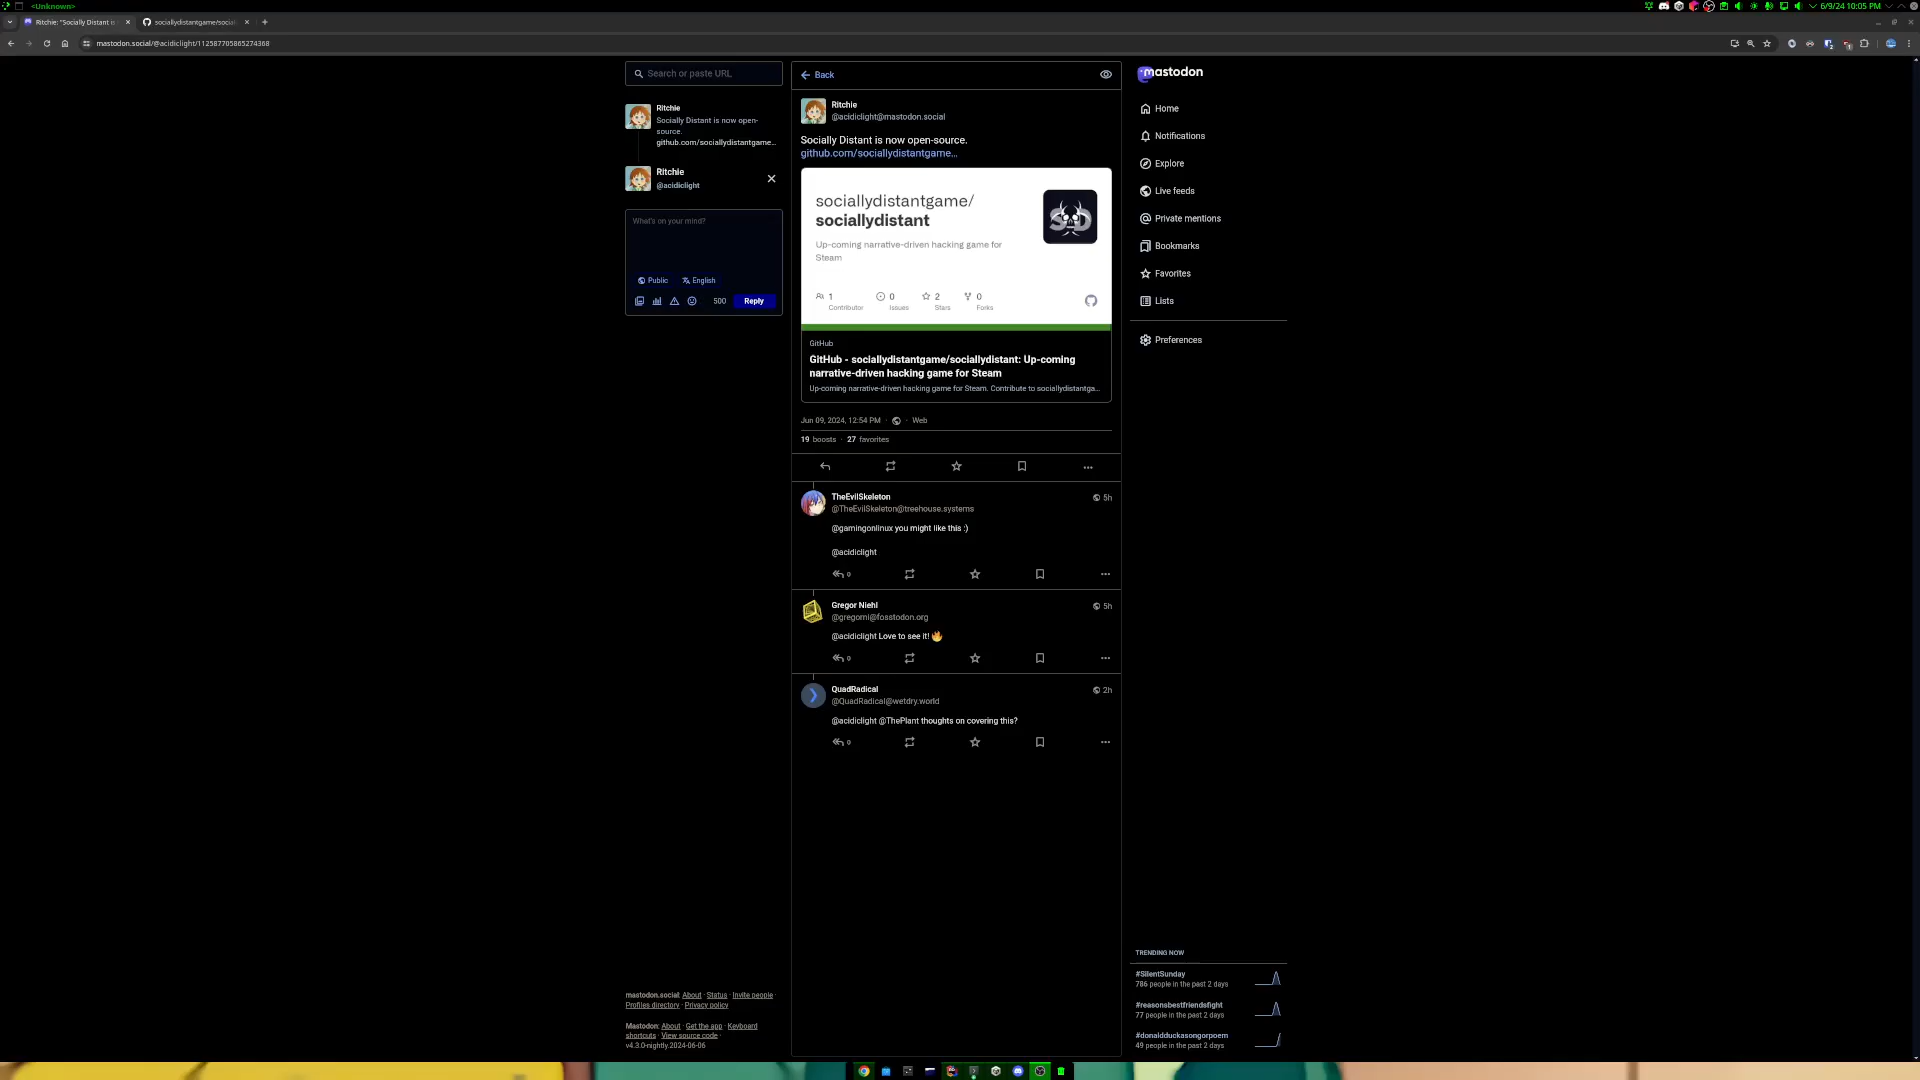 <Unknown>
6/9/24 10:05 PM
Ritchie: "Socially Distant is
sociallydistantgame/social
mastodon.social/@acidiclight/112587705865274368
Search or paste URL
Ritchie
Socially Distant is now open-
source.
github.com/sociallydistantgame…
Ritchie
@acidiclight
What's on your mind?
Public
English
500
Reply
mastodon.social: About · Status · Invite people ·
Profiles directory · Privacy policy
Mastodon: About · Get the app · Keyboard
shortcuts · View source code ·
v4.3.0-nightly.2024-06-06
Back
Ritchie
@acidiclight@mastodon.social
Socially Distant is now open-source.
github.com/sociallydistantgame…
sociallydistantgame/
sociallydistant
SD
Up-coming narrative-driven hacking game for
Steam
1
Contributor
0
Issues
2
Stars
0
Forks
GitHub
GitHub - sociallydistantgame/sociallydistant: Up-coming
narrative-driven hacking game for Steam
Up-coming narrative-driven hacking game for Steam. Contribute to sociallydistantga...
Jun 09, 2024, 12:54 PM · Web
19 boosts · 27 favorites
TheEvilSkeleton
5h
@TheEvilSkeleton@treehouse.systems
@gamingonlinux you might like this :)
@acidiclight
0
Gregor Niehl
5h
@gregorni@fosstodon.org
@acidiclight Love to see it! 🔥
0
QuadRadical
2h
@QuadRadical@wetdry.world
@acidiclight @ThePlant thoughts on covering this?
0
mastodon
Home
Notifications
Explore
Live feeds
Private mentions
Bookmarks
Favorites
Lists
Preferences
TRENDING NOW
#SilentSunday
786 people in the past 2 days
#reasonsbestfriendsfight
77 people in the past 2 days
#donaldduckasongorpoem
49 people in the past 2 days